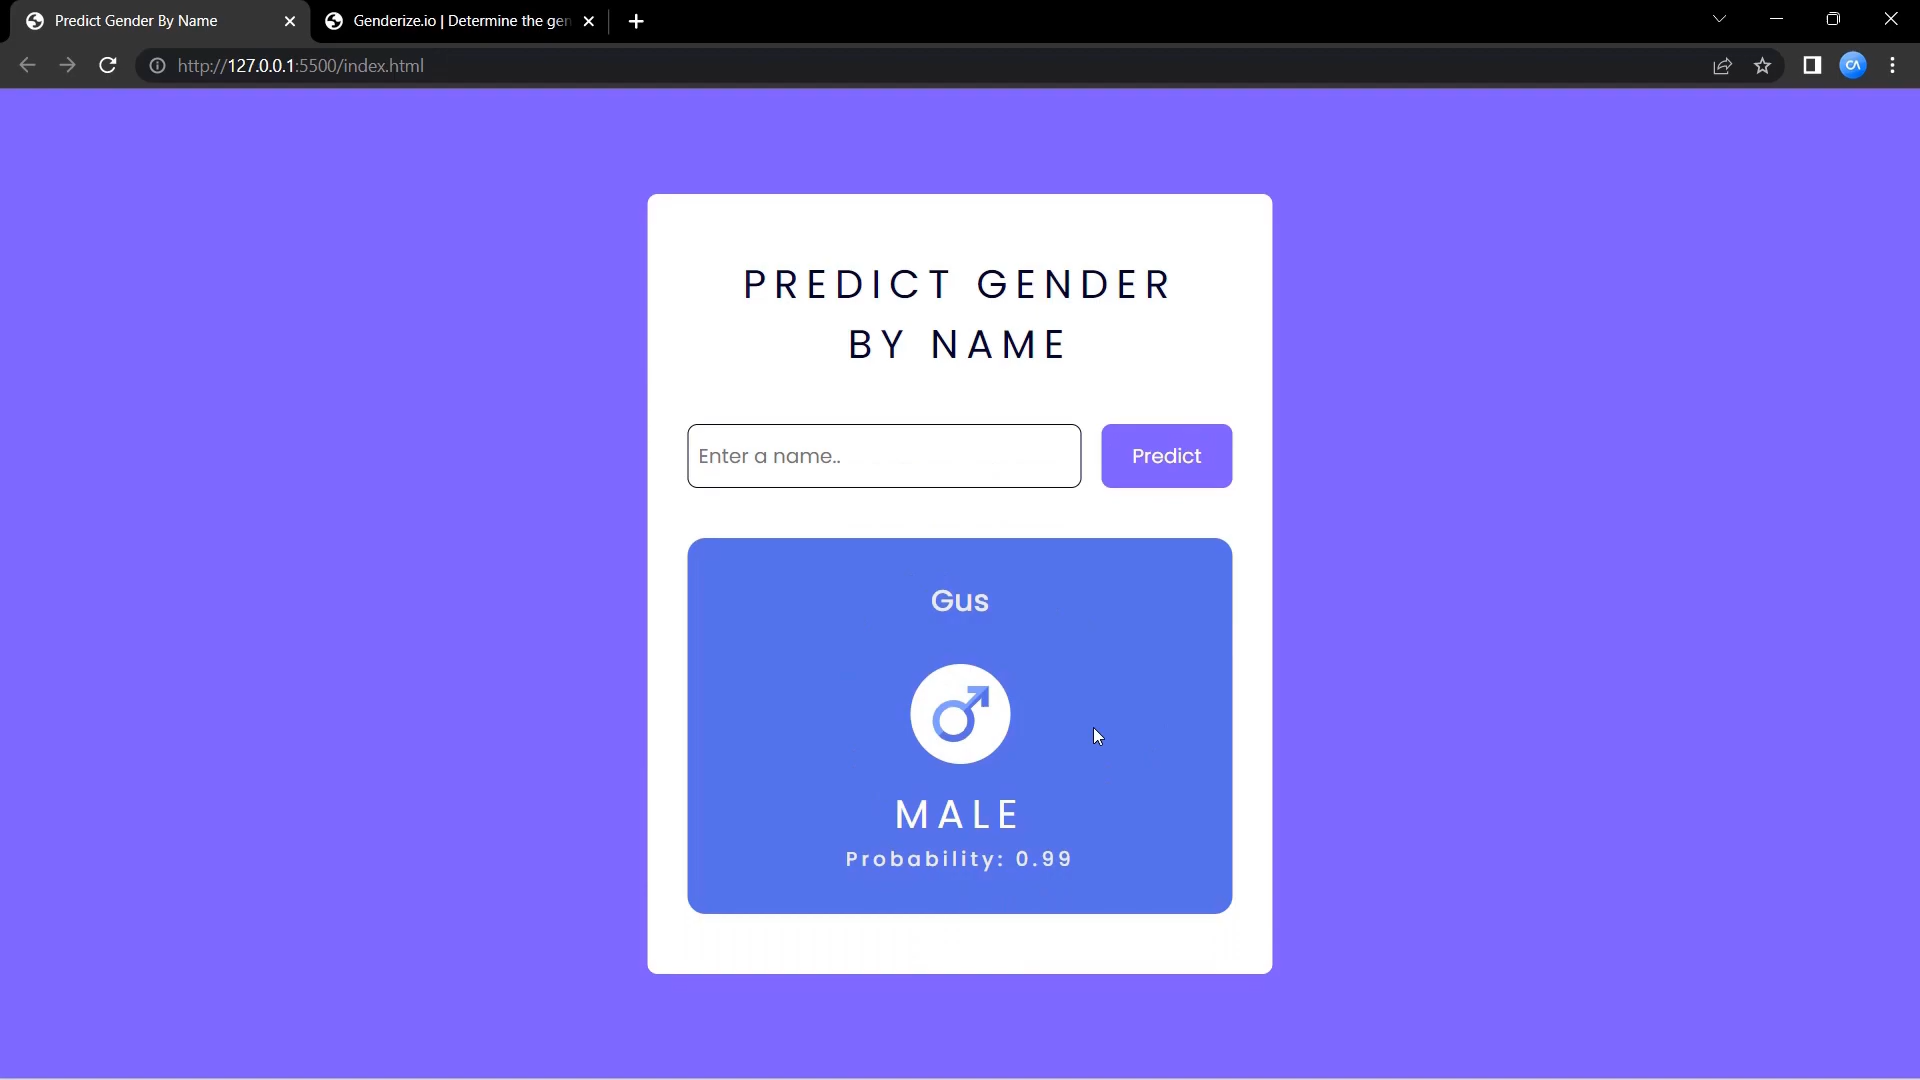 Predict Gender By Name
Genderize.io | Determine the gen
http://127.0.0.1:5500/index.html
CA
PREDICT GENDER
BY NAME
Enter a name..
Predict
Gus
MALE
Probability: 0.99